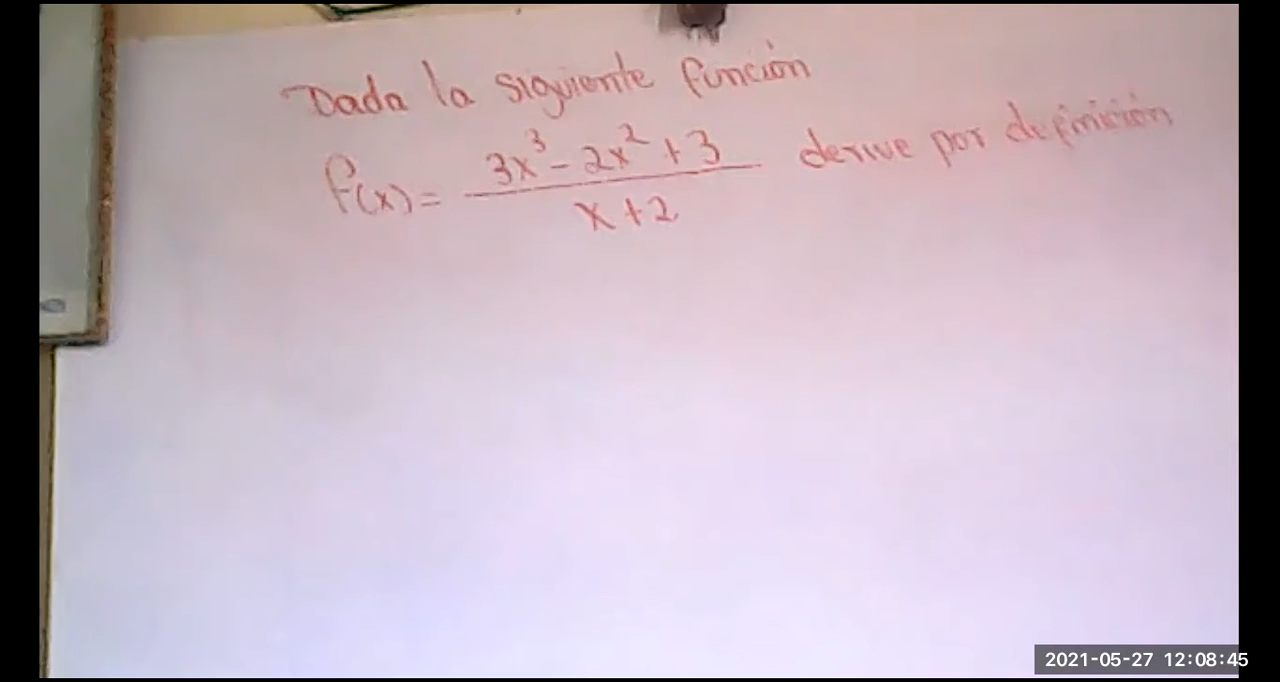 Dada la siguiente función
f(x) = 3x³ - 2x² + 3 / x + 2 derive por definición
2021-05-27 12:08:45